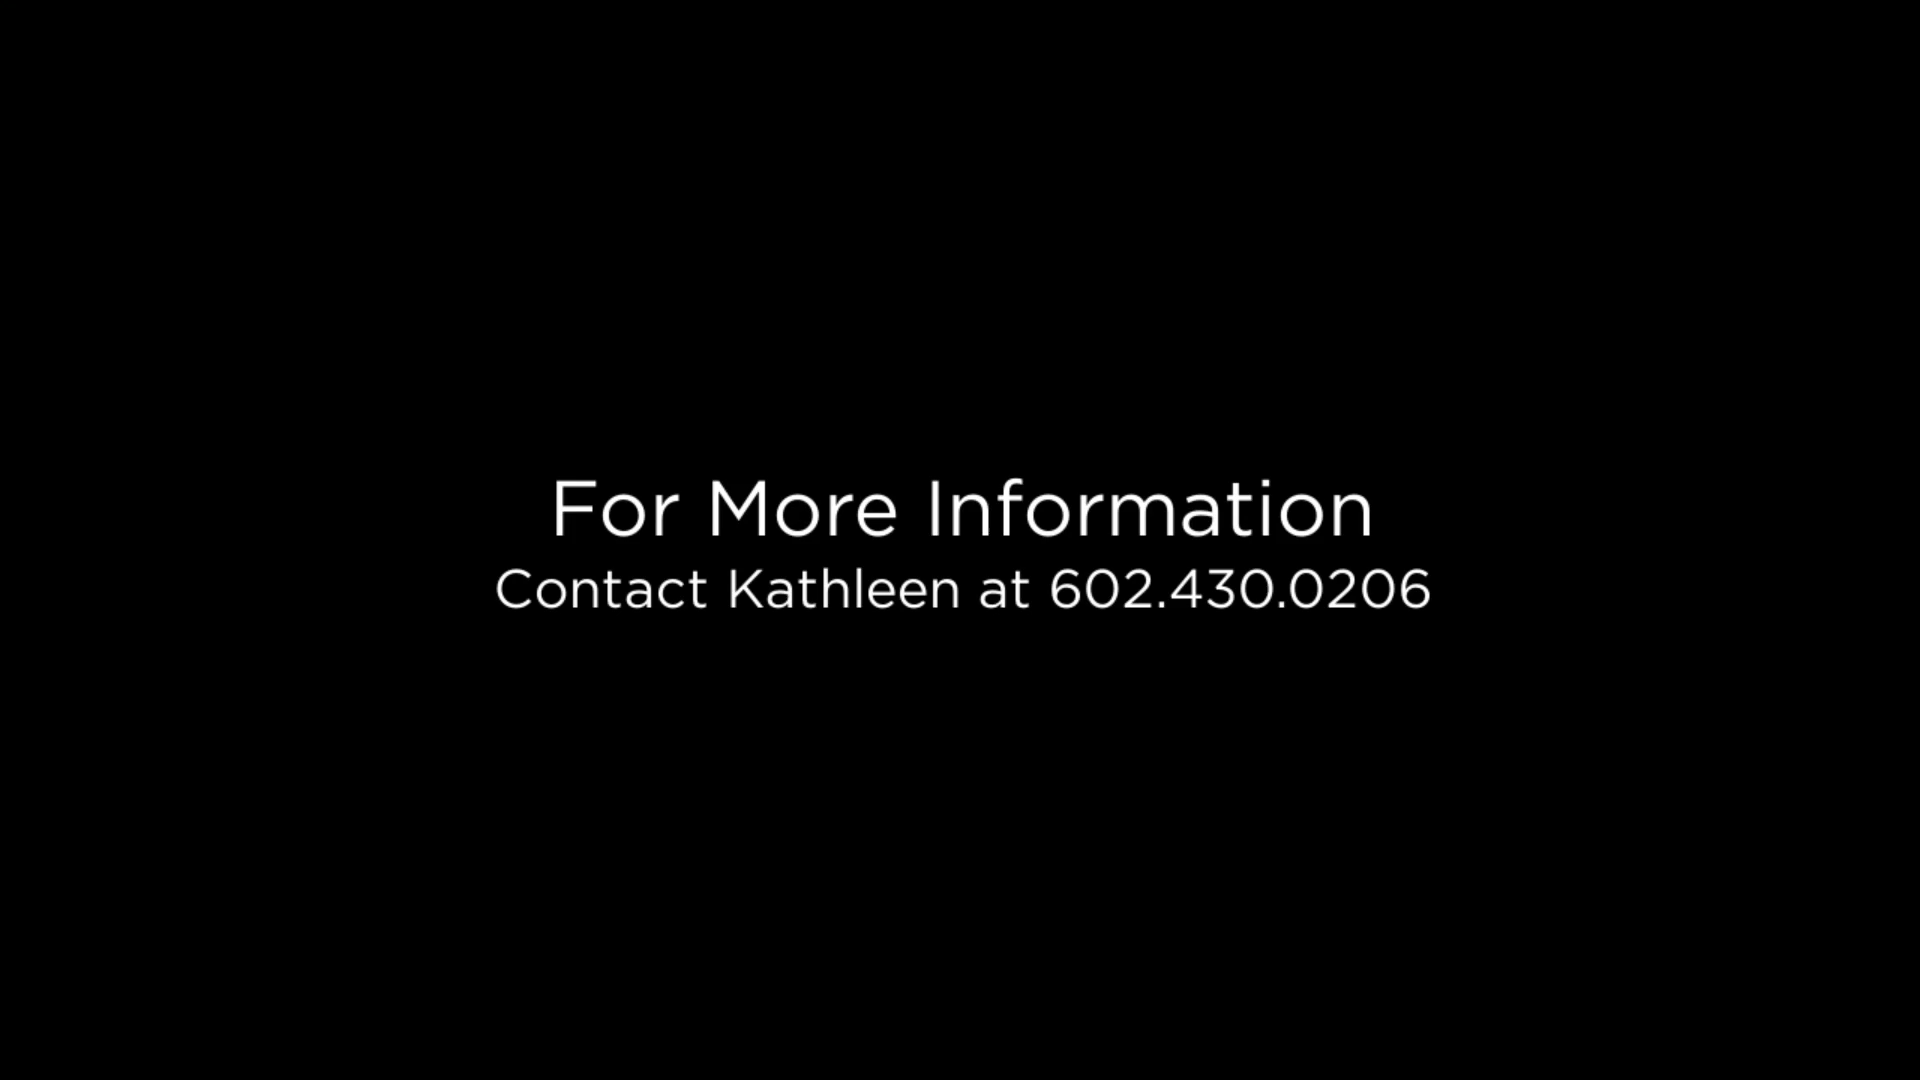 For More Information
Contact Kathleen at 602.430.0206